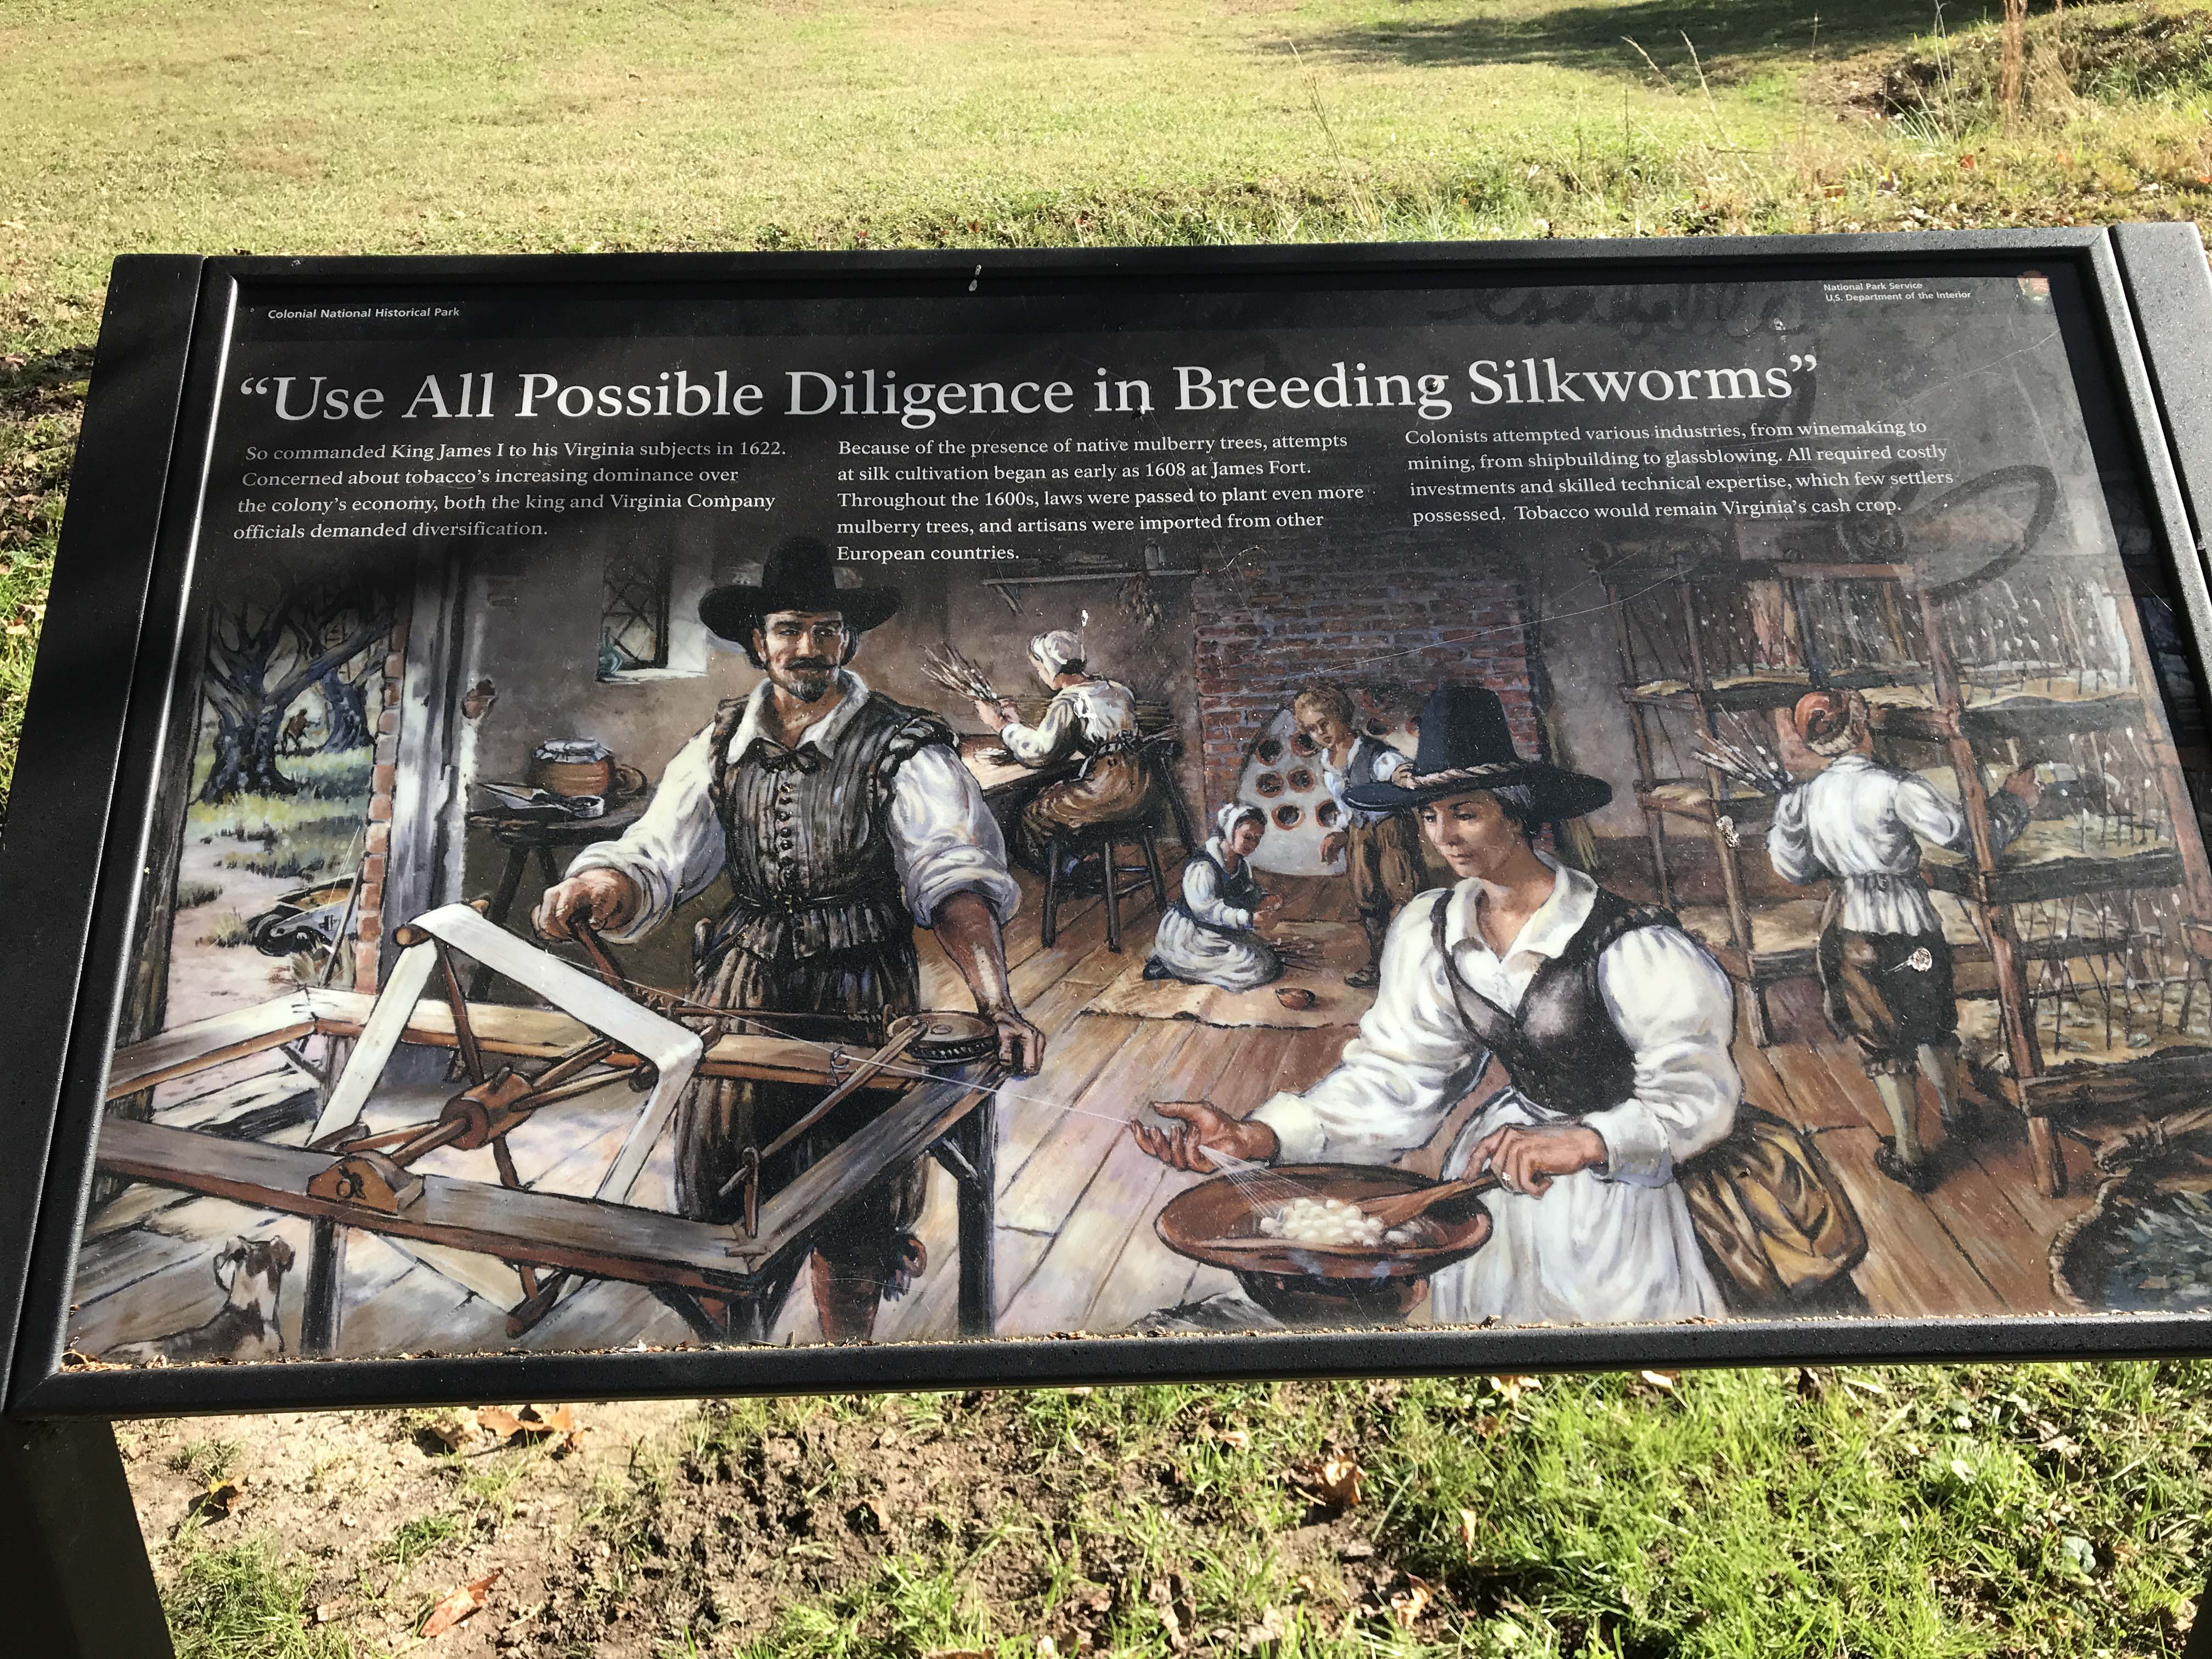 Colonial National Historical Park
National Park Service
U.S. Department of the Interior
“Use All Possible Diligence in Breeding Silkworms”
So commanded King James I to his Virginia subjects in 1622.
Concerned about tobacco’s increasing dominance over
the colony’s economy, both the king and Virginia Company
officials demanded diversification.
Because of the presence of native mulberry trees, attempts
at silk cultivation began as early as 1608 at James Fort.
Throughout the 1600s, laws were passed to plant even more
mulberry trees, and artisans were imported from other
European countries.
Colonists attempted various industries, from winemaking to
mining, from shipbuilding to glassblowing. All required costly
investments and skilled technical expertise, which few settlers
possessed. Tobacco would remain Virginia’s cash crop.